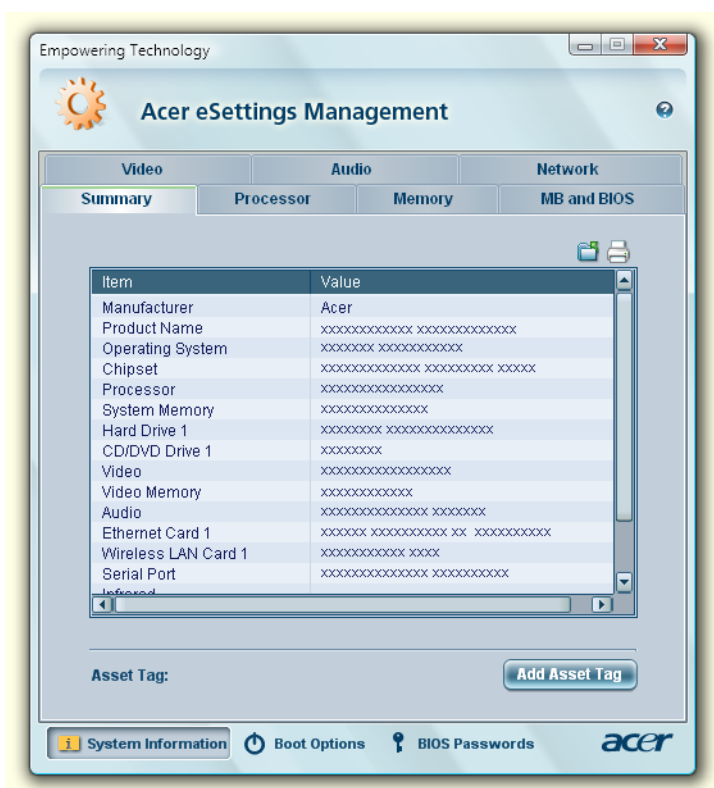 Empowering Technology
Acer eSettings Management
Video Audio Network
Summary Processor Memory MB and BIOS
Item Value
Manufacturer Acer
Product Name xxxxxxxxxxxx xxxxxxxxxxxxx
Operating System xxxxxxx xxxxxxxxxxx
Chipset xxxxxxxxxxxxx xxxxxxxxx xxxxx
Processor xxxxxxxxxxxxxxxx
System Memory xxxxxxxxxxxxxx
Hard Drive 1 xxxxxxxx xxxxxxxxxxxxxx
CD/DVD Drive 1 xxxxxxxx
Video xxxxxxxxxxxxxxxxx
Video Memory xxxxxxxxxxxx
Audio xxxxxxxxxxxxxx xxxxxxx
Ethernet Card 1 xxxxxx xxxxxxxxxx xx xxxxxxxxxx
Wireless LAN Card 1 xxxxxxxxxxx xxxx
Serial Port xxxxxxxxxxxxxx xxxxxxxxxx
Infrared
Asset Tag: Add Asset Tag
System Information Boot Options BIOS Passwords acer